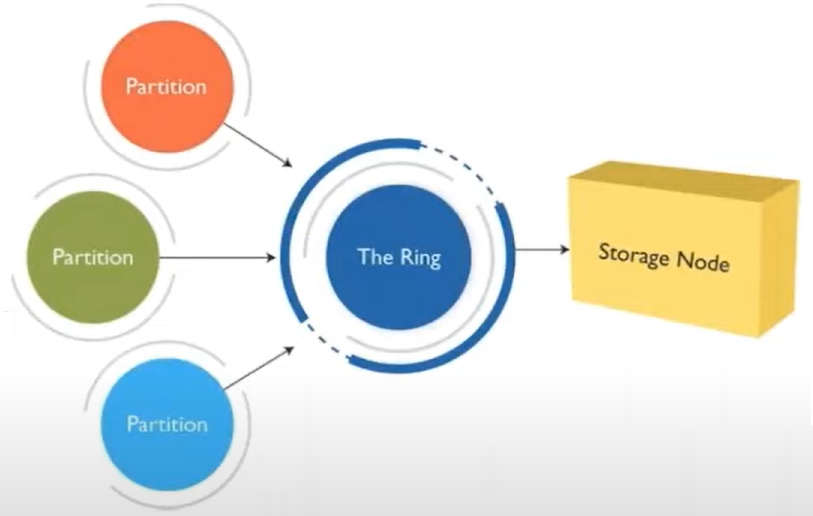 Partition
Partition
The Ring
Storage Node
Partition